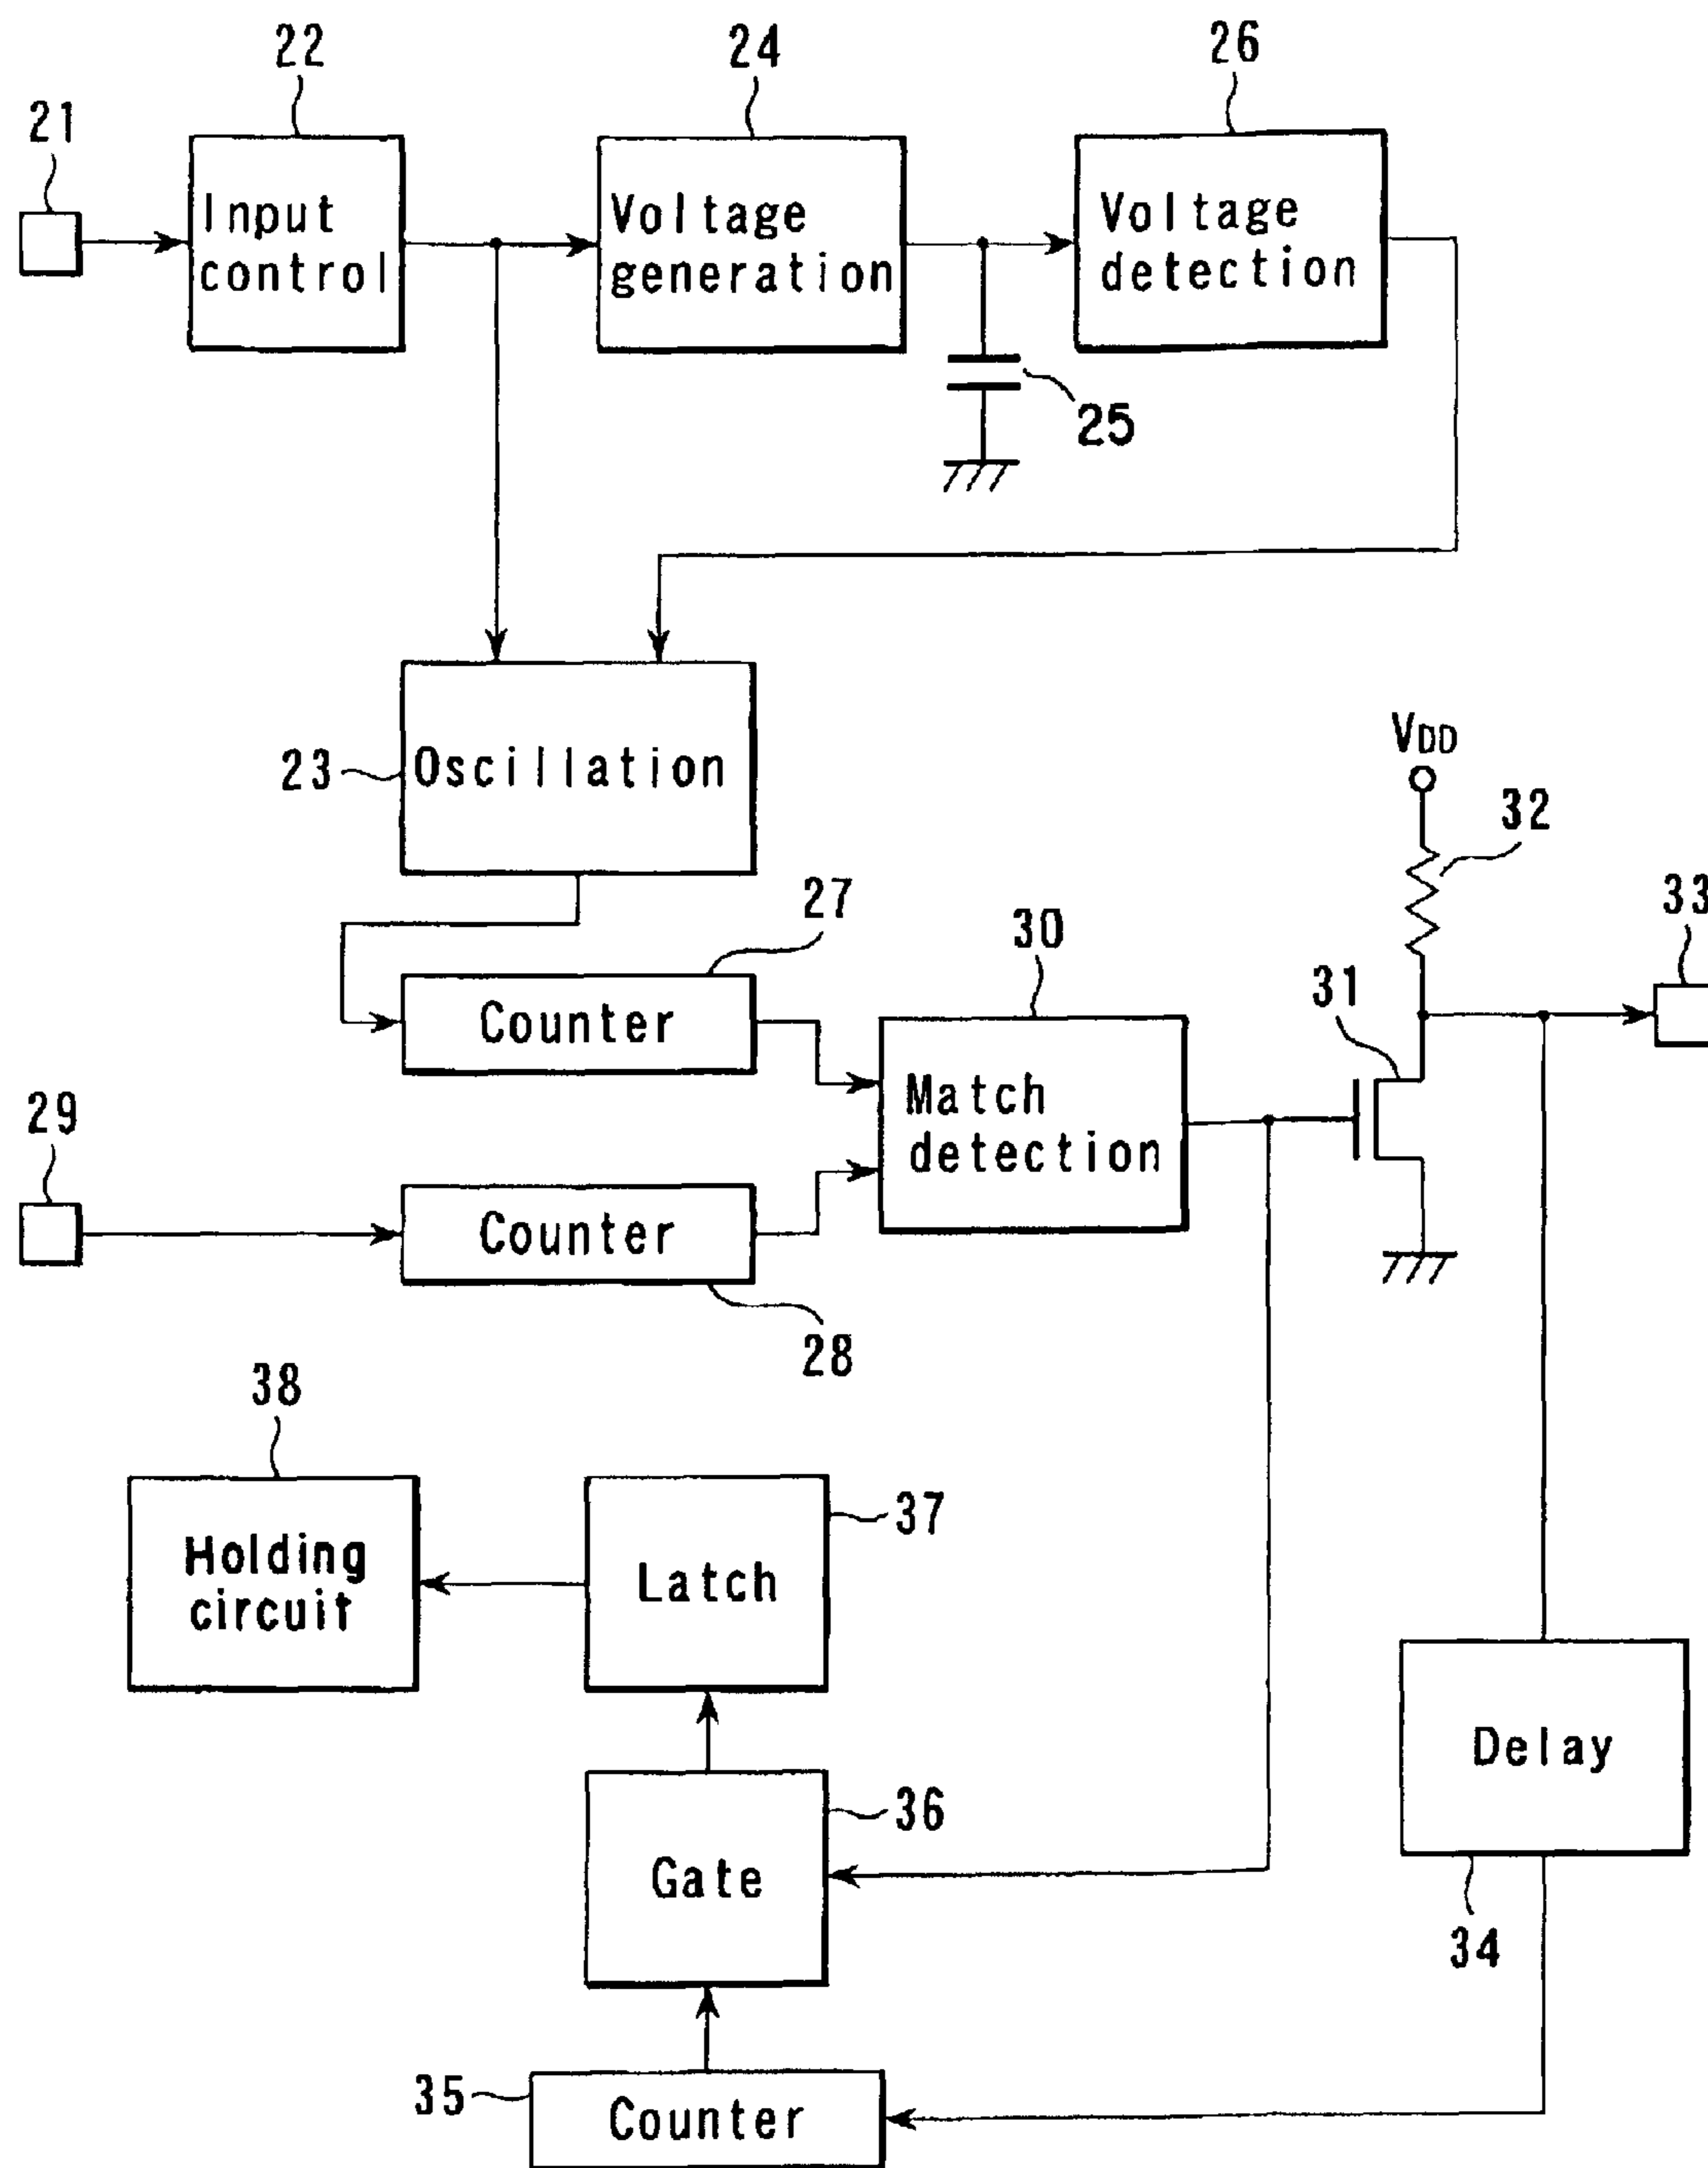 22
24
26
21
Input
control
Voltage
generation
Voltage
detection
25
23
Oscillation
VDD
32
27
30
33
31
Counter
Match
detection
29
Counter
28
38
37
Holding
circuit
Latch
Delay
36
Gate
34
35
Counter